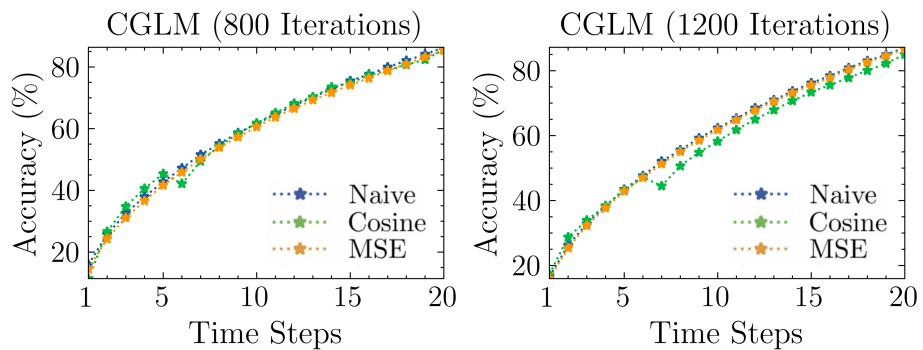 CGLM (800 Iterations)
Accuracy (%)
80
60
40
20
Naive
Cosine
MSE
1 5 10 15 20
Time Steps
CGLM (1200 Iterations)
Accuracy (%)
80
60
40
20
Naive
Cosine
MSE
1 5 10 15 20
Time Steps